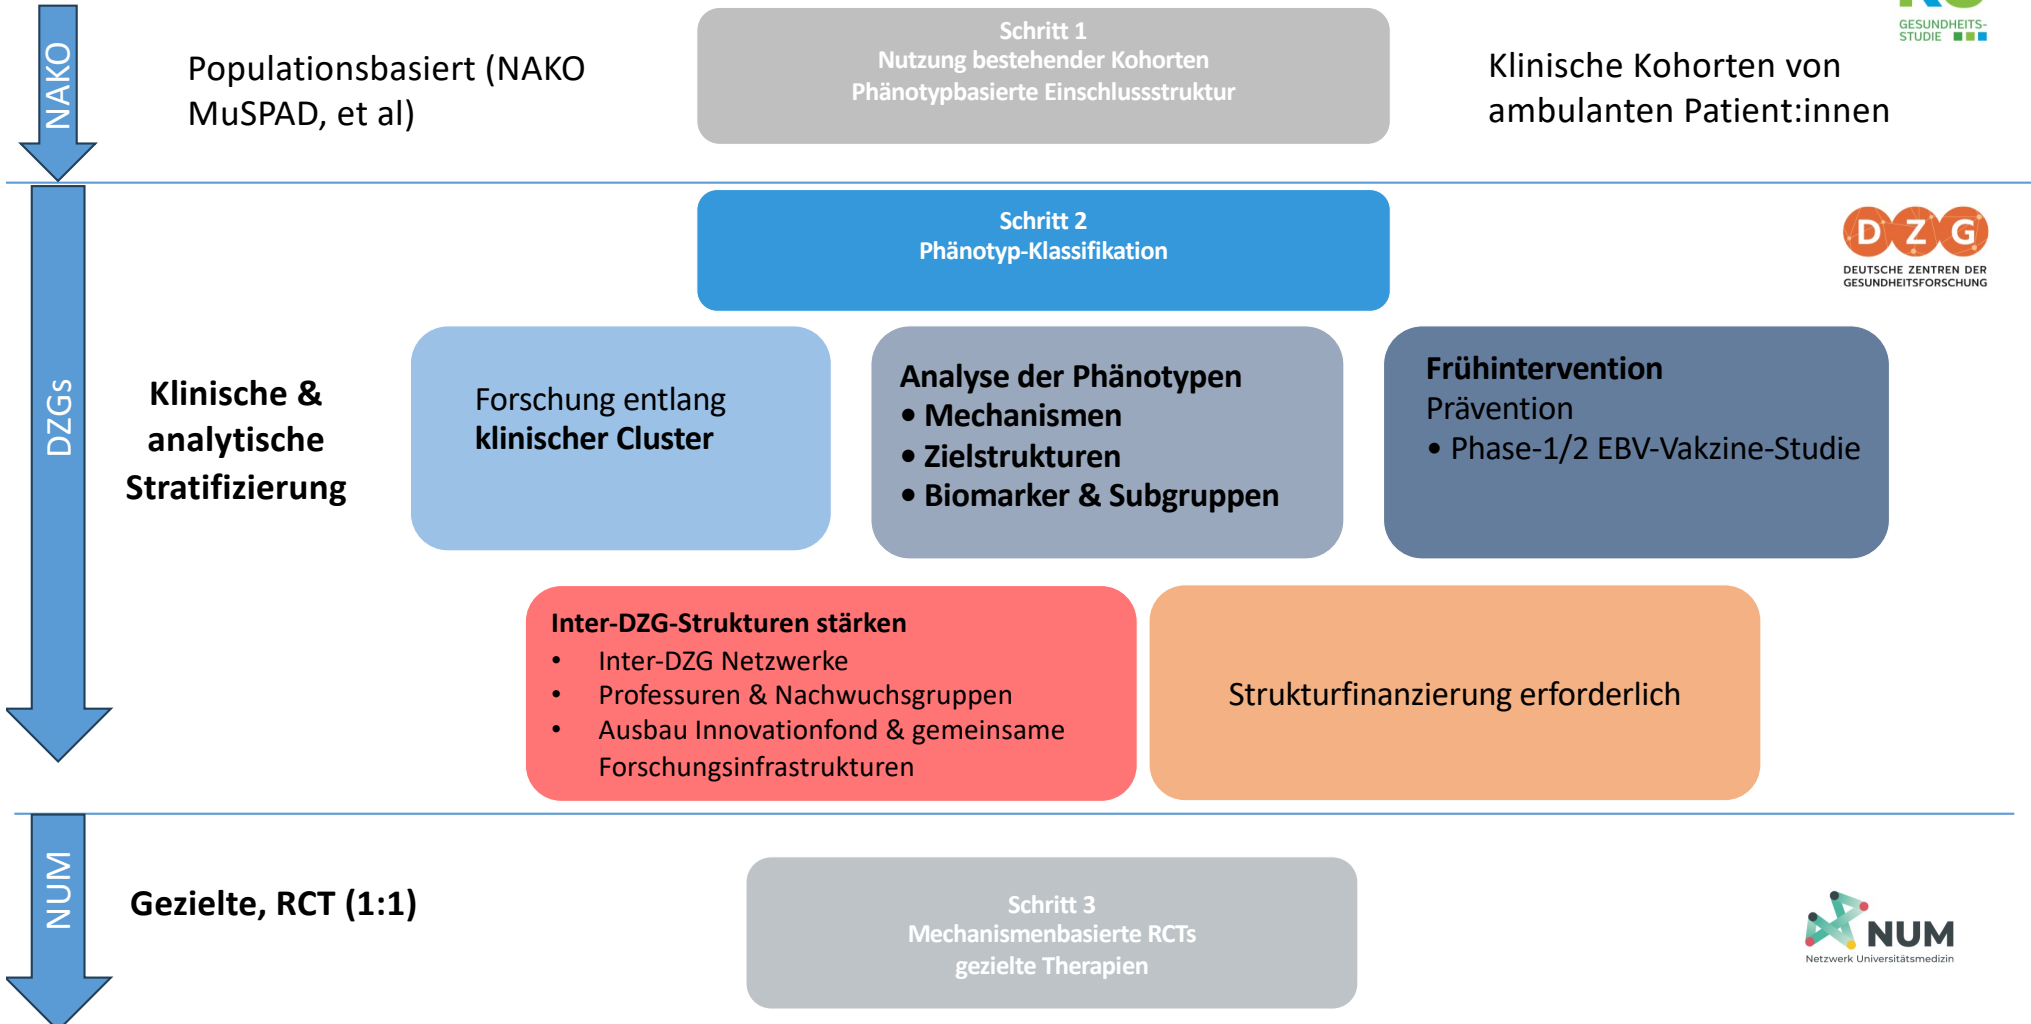 NAKO
Populationsbasiert (NAKO
MuSPAD, et al)
Schritt 1
Nutzung bestehender Kohorten
Phänotypbasierte Einschlussstruktur
Klinische Kohorten von
ambulanten Patient:innen
GESUNDHEITS-
STUDIE
DZGs
Schritt 2
Phänotyp-Klassifikation
DZG
DEUTSCHE ZENTREN DER
GESUNDHEITSFORSCHUNG
Klinische &
analytische
Stratifizierung
Forschung entlang
klinischer Cluster
Analyse der Phänotypen
• Mechanismen
• Zielstrukturen
• Biomarker & Subgruppen
Frühintervention
Prävention
• Phase-1/2 EBV-Vakzine-Studie
Inter-DZG-Strukturen stärken
• Inter-DZG Netzwerke
• Professuren & Nachwuchsgruppen
• Ausbau Innovationfond & gemeinsame
Forschungsinfrastrukturen
Strukturfinanzierung erforderlich
NUM
Gezielte, RCT (1:1)
Schritt 3
Mechanismenbasierte RCTs
gezielte Therapien
NUM
Netzwerk Universitätsmedizin